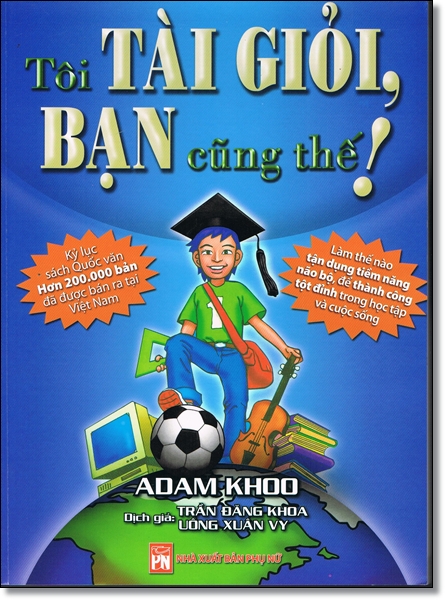 Tôi TÀI GIỎI,
BẠN cũng thế!
Kỷ lục
sách Quốc văn
Hơn 200.000 bản
đã được bán ra tại
Việt Nam
Làm thế nào
tận dụng tiềm năng
não bộ, để thành công
tột đỉnh trong học tập
và cuộc sống
ADAM KHOO
Dịch giả: TRẦN ĐĂNG KHOA
UÔNG XUÂN VY
PN NHÀ XUẤT BẢN PHỤ NỮ